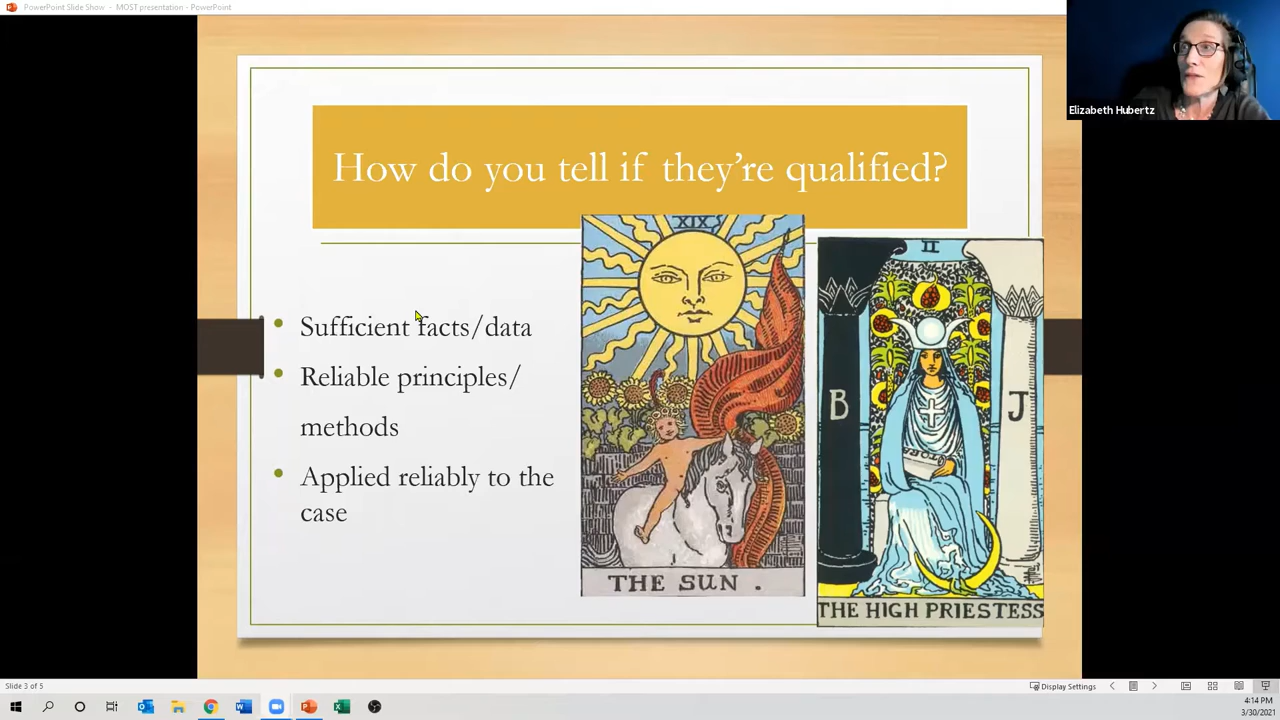 PowerPoint Slide Show - MOST presentation - PowerPoint
Elizabeth Hubertz
How do you tell if they're qualified?
• Sufficient facts/data
• Reliable principles/
methods
• Applied reliably to the
case
XIX
THE SUN .
II
B
J
THE HIGH PRIESTESS
Slide 3 of 5
Display Settings
4:14 PM
3/30/2021